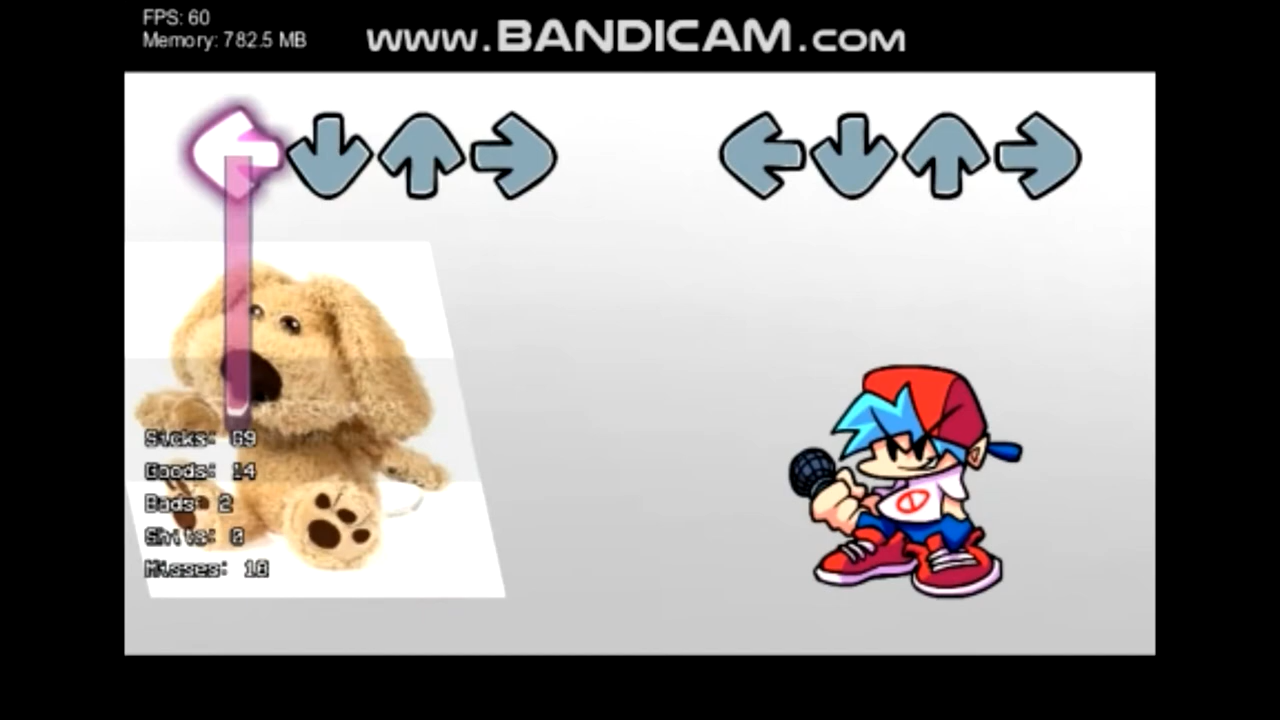 FPS: 60
Memory: 782.5 MB
www.BANDICAM.com
Sicks: 69
Goods: 14
Bads: 2
Shits: 0
Misses: 10